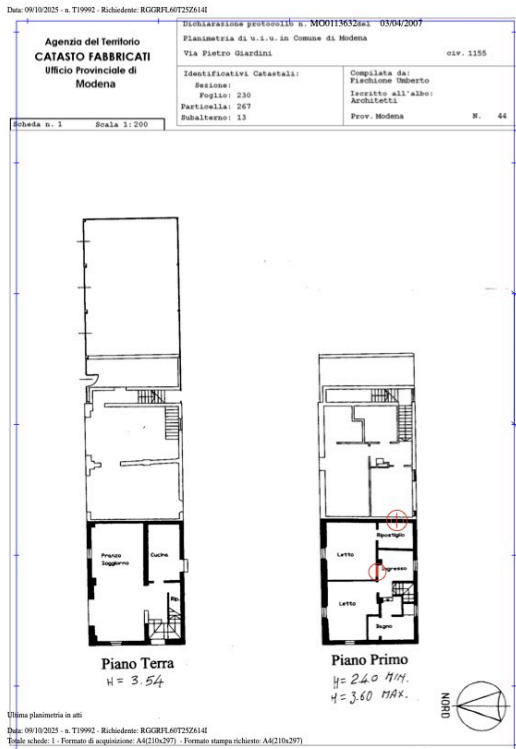 Data: 09/10/2025 - n. T19992 - Richiedente: RGGRFL60T25Z614I
Agenzia del Territorio
CATASTO FABBRICATI
Ufficio Provinciale di
Modena
Dichiarazione protocollo n. MO0113632del 03/04/2007
Planimetria di u.i.u. in Comune di Modena
Via Pietro Giardini civ. 1155
Identificativi Catastali:
Sezione:
Foglio: 230
Particella: 267
Subalterno: 13
Compilata da:
Fischione Umberto
Iscritto all'albo:
Architetti
Prov. Modena N. 44
Scheda n. 1 Scala 1:200
Pranzo
Soggiorno
Cucina
Rip.
Ripostiglio
Letto
Ingresso
Letto
Bagno
Piano Terra
H = 3.54
Piano Primo
H= 2.40 MIN.
H= 3.60 MAX.
NORD
Ultima planimetria in atti
Data: 09/10/2025 - n. T19992 - Richiedente: RGGRFL60T25Z614I
Totale schede: 1 - Formato di acquisizione: A4(210x297) - Formato stampa richiesto: A4(210x297)